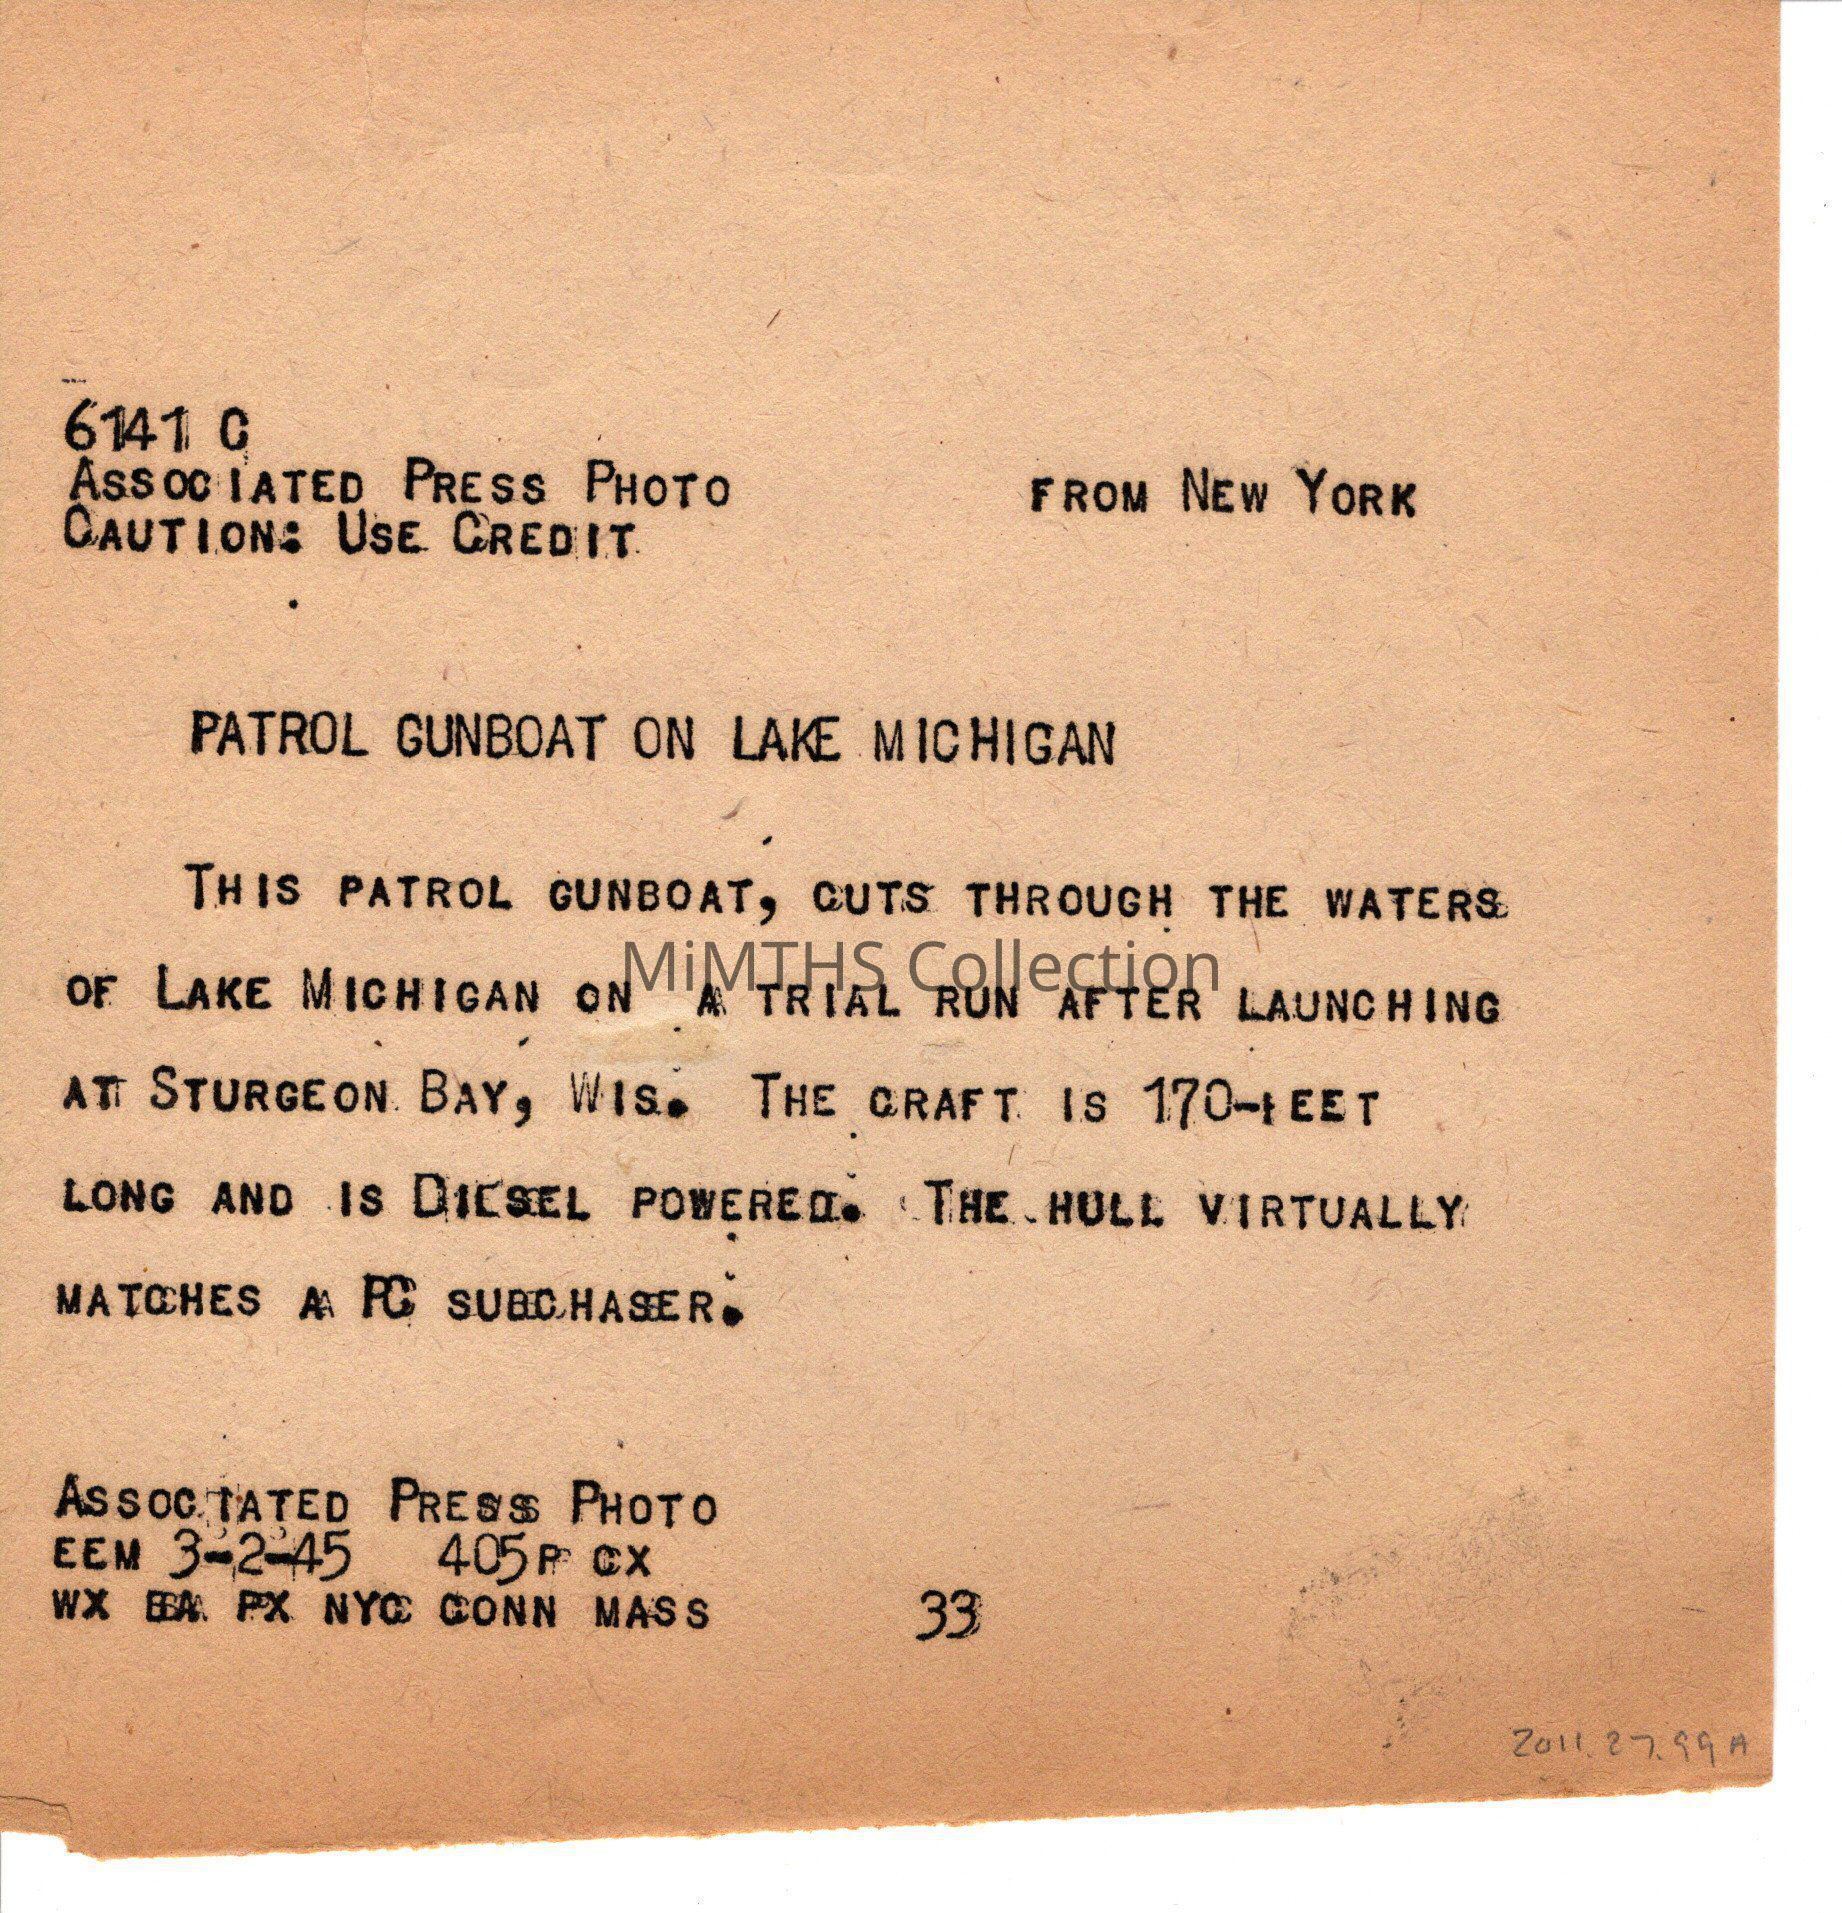 6141 C
Associated Press Photo from New York
Caution: Use Credit
PATROL GUNBOAT ON LAKE MICHIGAN
This patrol gunboat, cuts through the waters
MiMTHS Collection
of Lake Michigan on a trial run after launching
at Sturgeon Bay, Wis. The craft is 170-feet
long and is Diesel powered. The hull virtually
matches a PC subchaser.
Associated Press Photo
EEM 3-2-45 405P CX
WX BA PX NYC CONN MASS 33
2011.27.99A